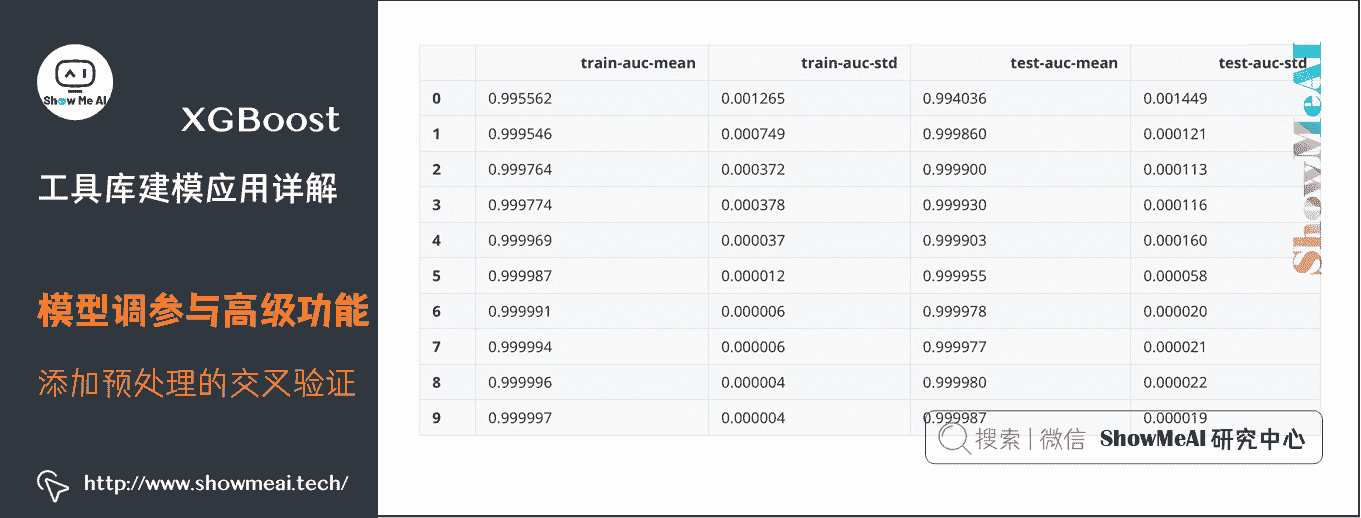 Show Me AI
XGBoost
工具库建模应用详解
模型调参与高级功能
添加预处理的交叉验证
http://www.showmeai.tech/
train-auc-mean train-auc-std test-auc-mean test-auc-std
0 0.995562 0.001265 0.994036 0.001449
1 0.999546 0.000749 0.999860 0.000121
2 0.999764 0.000372 0.999900 0.000113
3 0.999774 0.000378 0.999930 0.000116
4 0.999969 0.000037 0.999903 0.000160
5 0.999987 0.000012 0.999955 0.000058
6 0.999991 0.000006 0.999978 0.000020
7 0.999994 0.000006 0.999977 0.000021
8 0.999996 0.000004 0.999980 0.000022
9 0.999997 0.000004 0.999987 0.000019
ShowMeAI
搜索 | 微信 ShowMeAI 研究中心